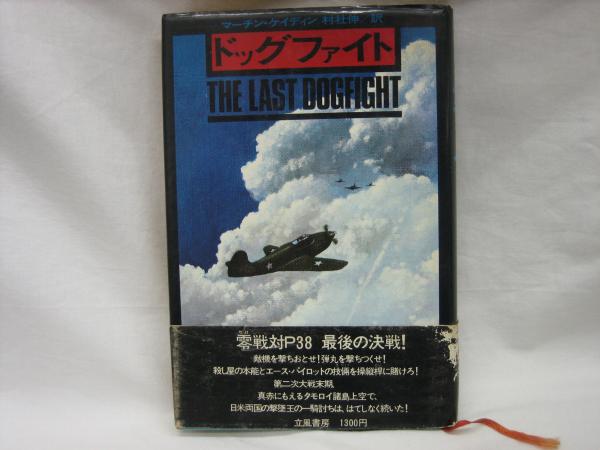 マーチン・ケイディン 村社伸/訳
ドッグファイト
THE LAST DOGFIGHT
零戦対P38 最後の決戦!
敵機を撃ちおとせ!弾丸を撃ちつくせ!
殺し屋の本能とエース・パイロットの技倆を操縦桿に賭けろ!
第二次大戦末期、
真赤にもえるタモロイ諸島上空で、
日米両国の撃墜王の一騎討ちは、はてしなく続いた!
立風書房 1300円